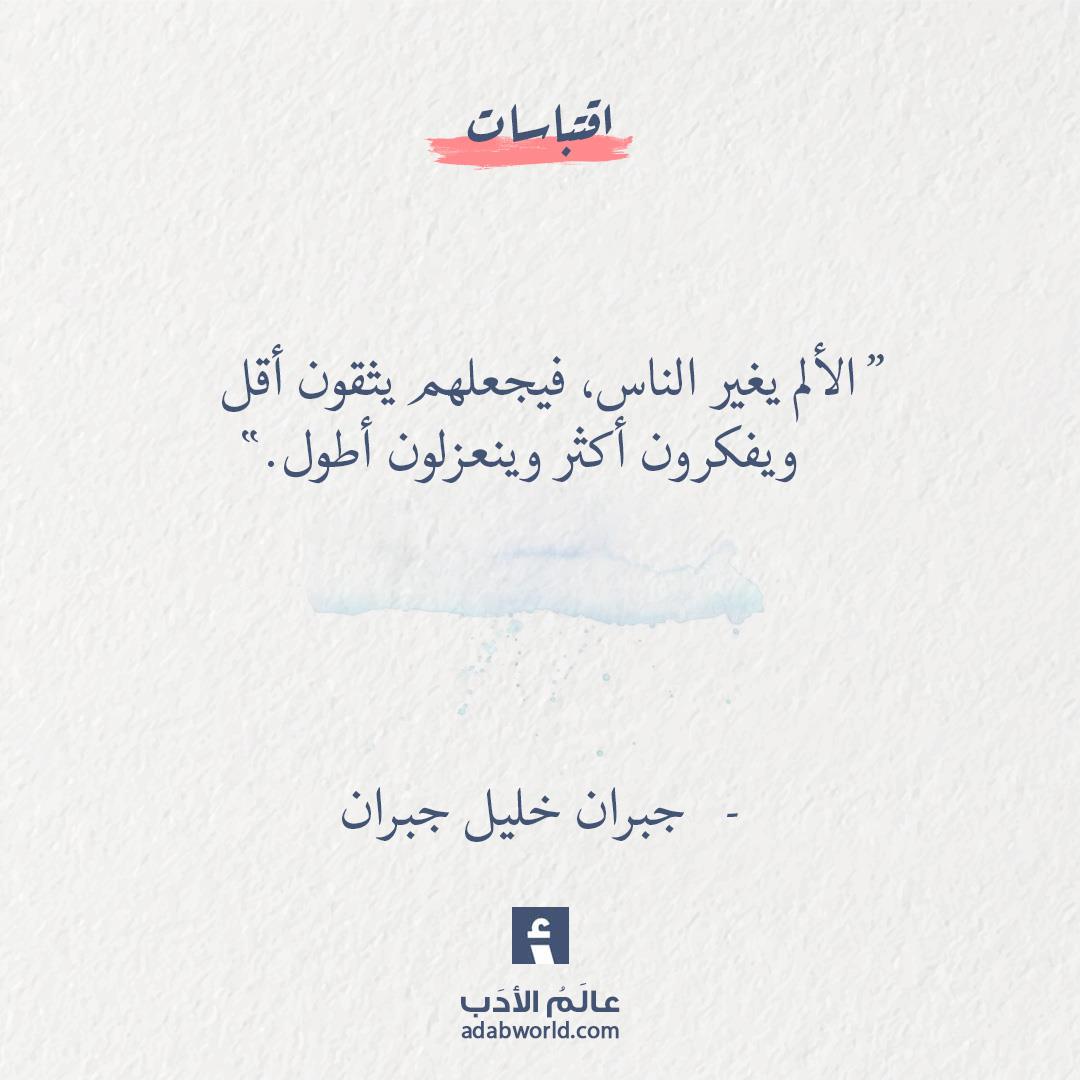 اقتباسات
”الألم يغير الناس، فيجعلهم يثقون أقل
ويفكرون أكثر وينعزلون أطول.“
- جبران خليل جبران
أ
عالَمُ الأدَب
adabworld.com